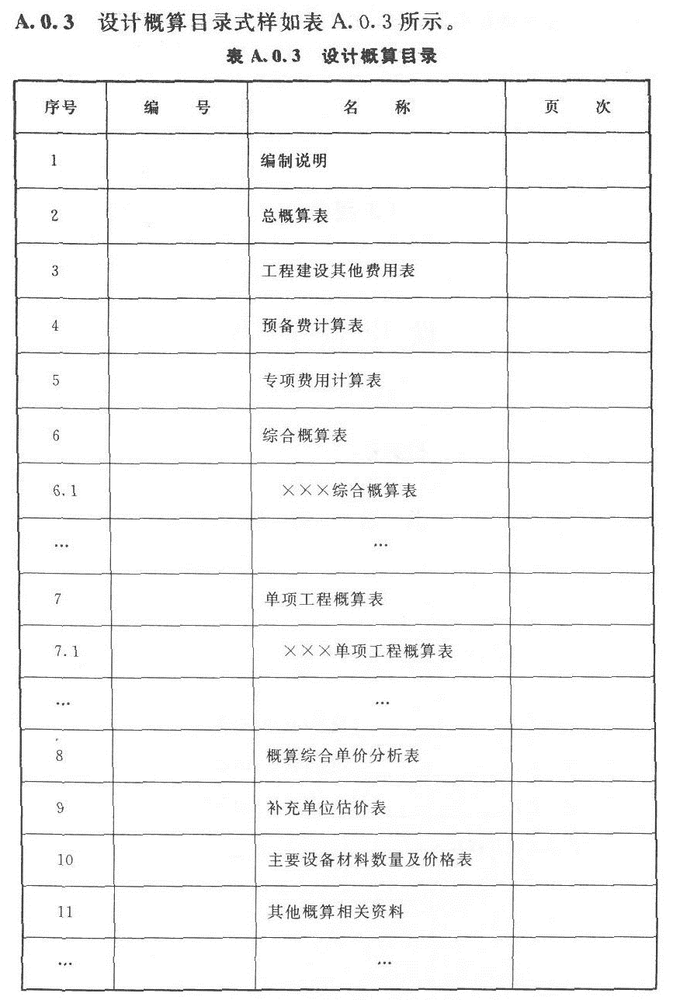 A.0.3 设计概算目录式样如表 A.0.3 所示。
表 A.0.3 设计概算目录
序号 编 号 名 称 页 次
1 编制说明
2 总概算表
3 工程建设其他费用表
4 预备费计算表
5 专项费用计算表
6 综合概算表
6.1 ×××综合概算表
… …
7 单项工程概算表
7.1 ×××单项工程概算表
… …
8 概算综合单价分析表
9 补充单位估价表
10 主要设备材料数量及价格表
11 其他概算相关资料
… …